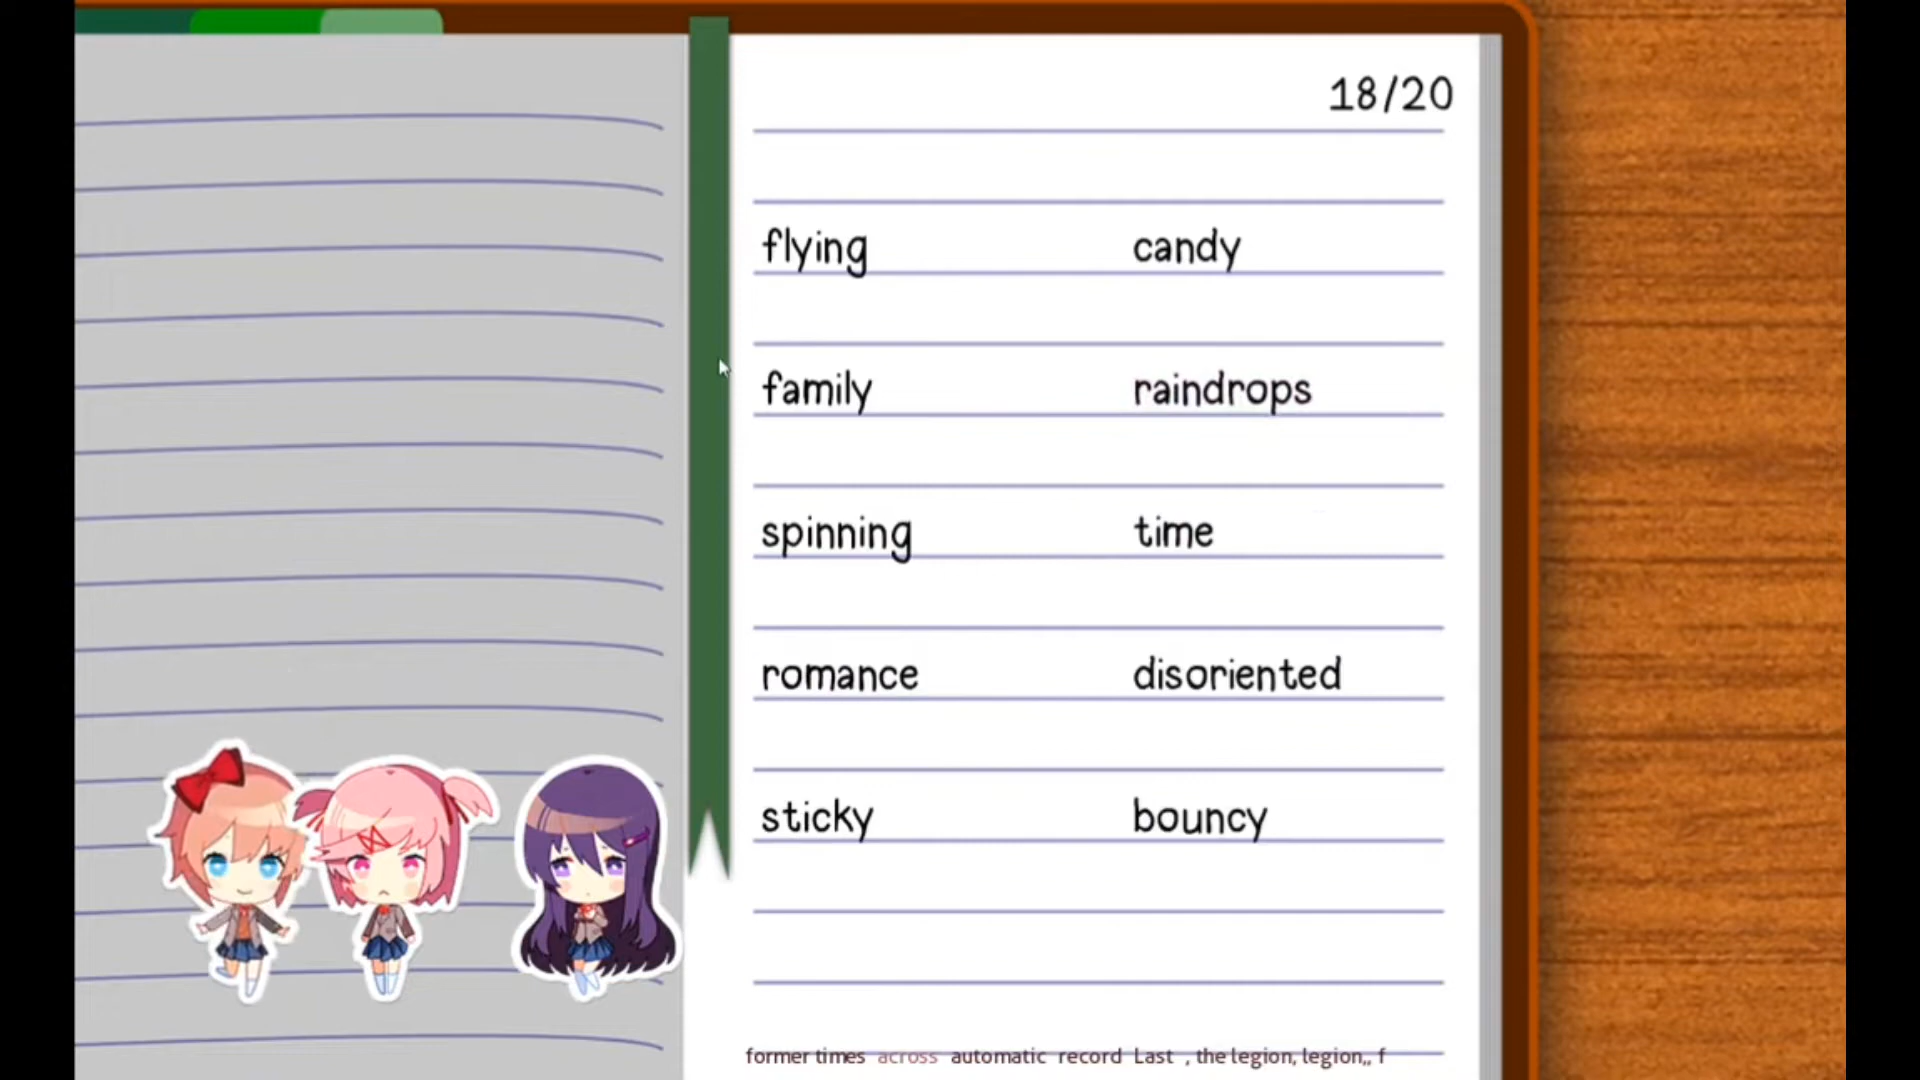 18/20
flying candy
family raindrops
spinning time
romance disoriented
sticky bouncy
former times across automatic record Last , the legion, legion,, f